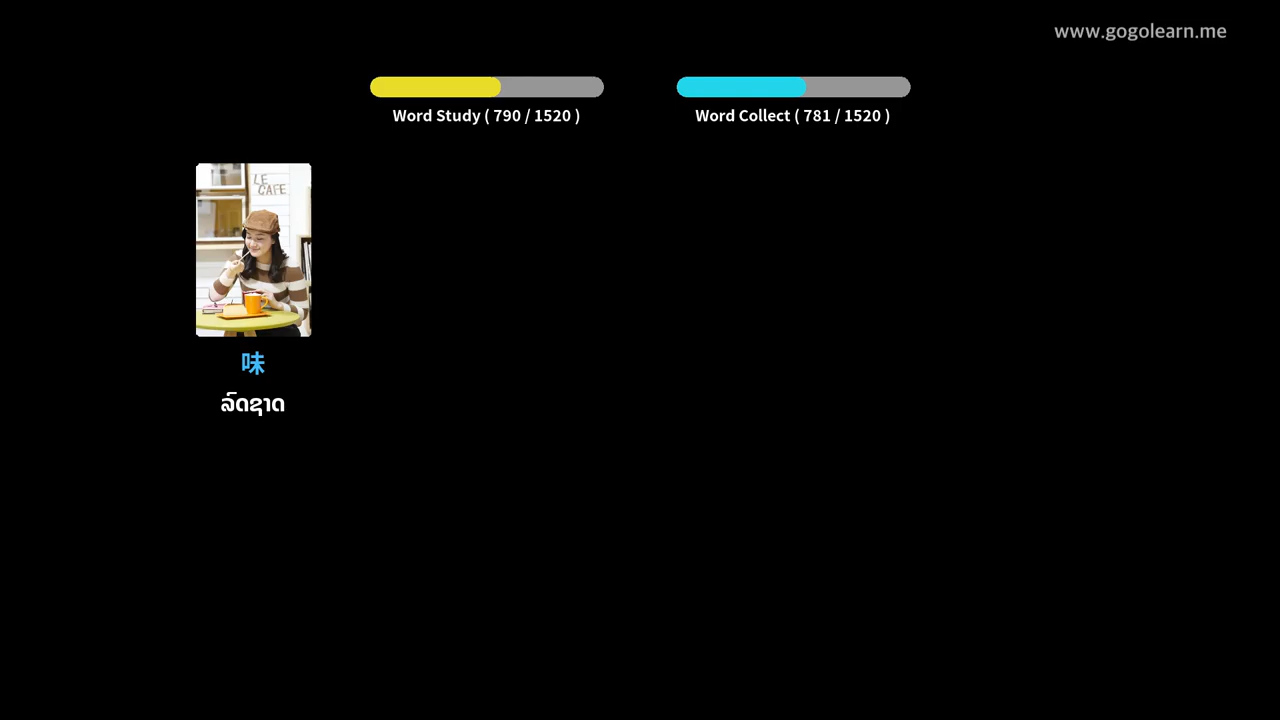 www.gogolearn.me
Word Study ( 790 / 1520 )
Word Collect ( 781 / 1520 )
LE
CAFE
味
ລົດຊາດ